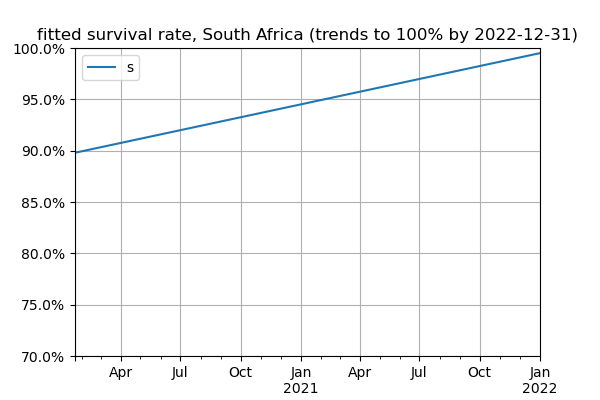 fitted survival rate, South Africa (trends to 100% by 2022-12-31)
100.0%
s
95.0%
90.0%
85.0%
80.0%
75.0%
70.0%
Apr Jul Oct Jan Apr Jul Oct Jan
2021 2022